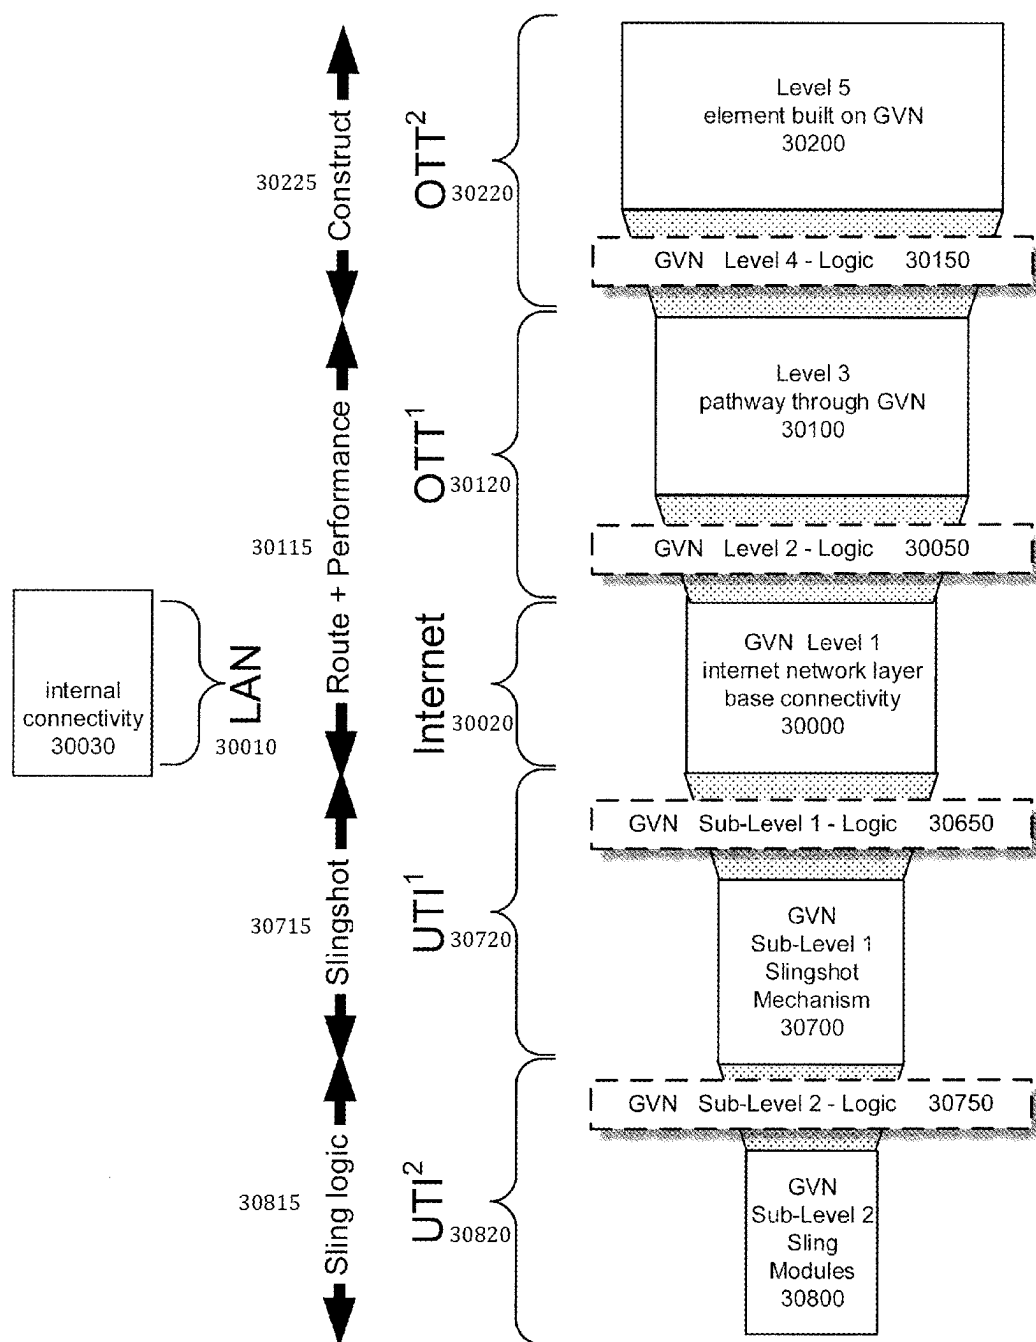 Level 5
element built on GVN
30200
OTT2
30220
Construct
30225
GVN Level 4 - Logic 30150
Level 3
pathway through GVN
30100
OTT1
30120
Route + Performance
30115
GVN Level 2 - Logic 30050
GVN Level 1
internet network layer
base connectivity
30000
Internet
30020
LAN
30010
internal
connectivity
30030
GVN Sub-Level 1 - Logic 30650
GVN
Sub-Level 1
Slingshot
Mechanism
30700
UTI1
30720
Slingshot
30715
GVN Sub-Level 2 - Logic 30750
GVN
Sub-Level 2
Sling
Modules
30800
UTI2
30820
Sling logic
30815